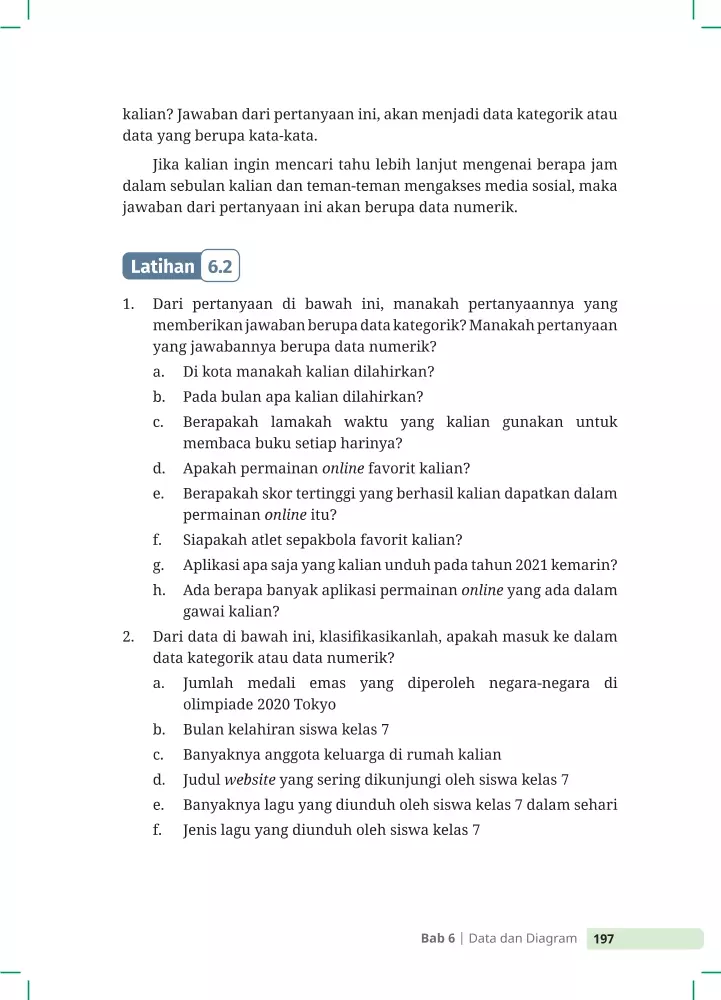 kalian? Jawaban dari pertanyaan ini, akan menjadi data kategorik atau
data yang berupa kata-kata.
Jika kalian ingin mencari tahu lebih lanjut mengenai berapa jam
dalam sebulan kalian dan teman-teman mengakses media sosial, maka
jawaban dari pertanyaan ini akan berupa data numerik.
Latihan 6.2
1. Dari pertanyaan di bawah ini, manakah pertanyaannya yang
memberikan jawaban berupa data kategorik? Manakah pertanyaan
yang jawabannya berupa data numerik?
a. Di kota manakah kalian dilahirkan?
b. Pada bulan apa kalian dilahirkan?
c. Berapakah lamakah waktu yang kalian gunakan untuk
membaca buku setiap harinya?
d. Apakah permainan online favorit kalian?
e. Berapakah skor tertinggi yang berhasil kalian dapatkan dalam
permainan online itu?
f. Siapakah atlet sepakbola favorit kalian?
g. Aplikasi apa saja yang kalian unduh pada tahun 2021 kemarin?
h. Ada berapa banyak aplikasi permainan online yang ada dalam
gawai kalian?
2. Dari data di bawah ini, klasifikasikanlah, apakah masuk ke dalam
data kategorik atau data numerik?
a. Jumlah medali emas yang diperoleh negara-negara di
olimpiade 2020 Tokyo
b. Bulan kelahiran siswa kelas 7
c. Banyaknya anggota keluarga di rumah kalian
d. Judul website yang sering dikunjungi oleh siswa kelas 7
e. Banyaknya lagu yang diunduh oleh siswa kelas 7 dalam sehari
f. Jenis lagu yang diunduh oleh siswa kelas 7
Bab 6 | Data dan Diagram 197